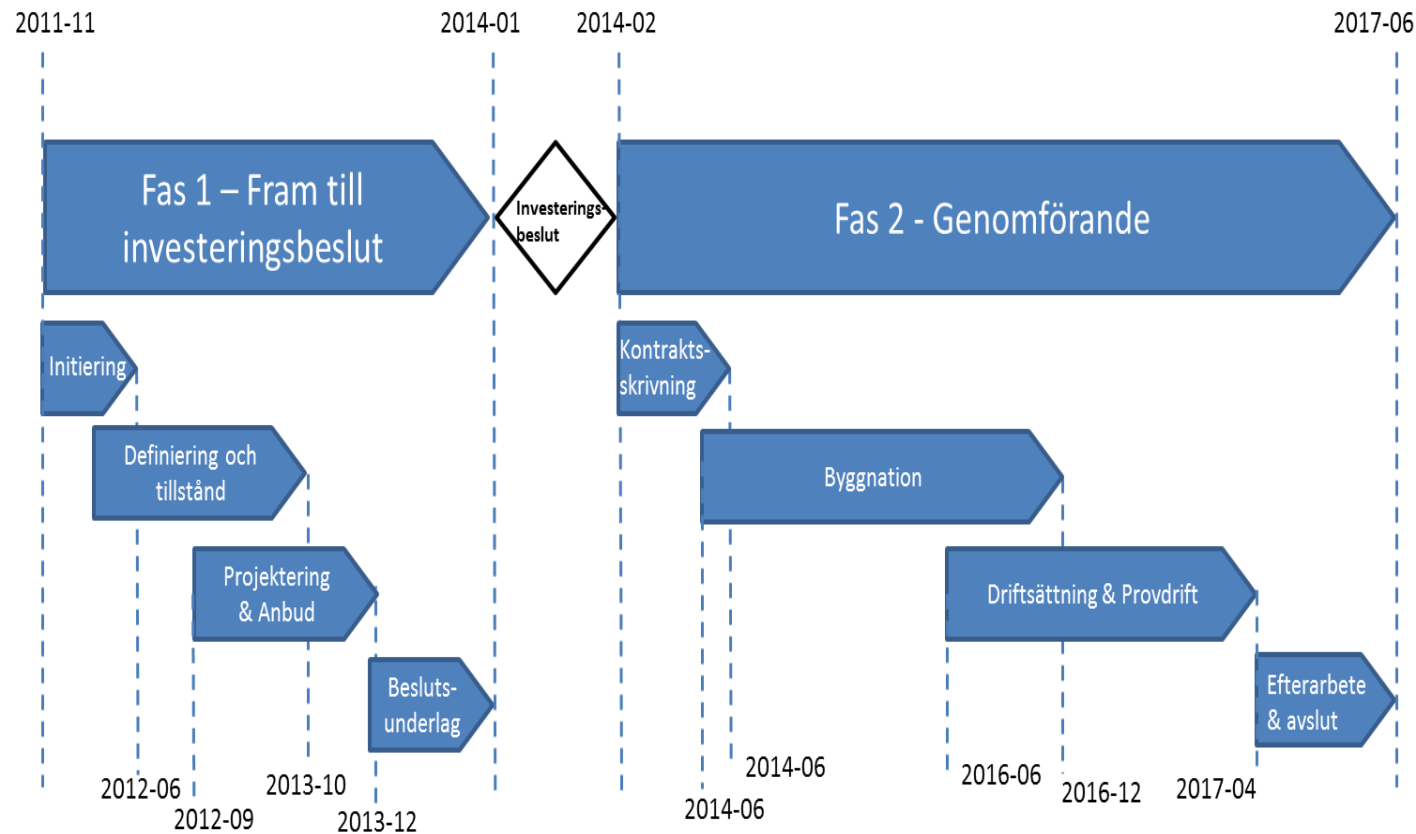 2011-11
2014-01
2014-02
2017-06
Fas 1 – Fram till
investeringsbeslut
Investerings-
beslut
Fas 2 - Genomförande
Initiering
Kontrakts-
skrivning
Definiering och
tillstånd
Byggnation
Projektering
& Anbud
Driftsättning & Provdrift
Besluts-
underlag
Efterarbete
& avslut
2012-06
2012-09
2013-10
2013-12
2014-06
2014-06
2016-06
2016-12
2017-04